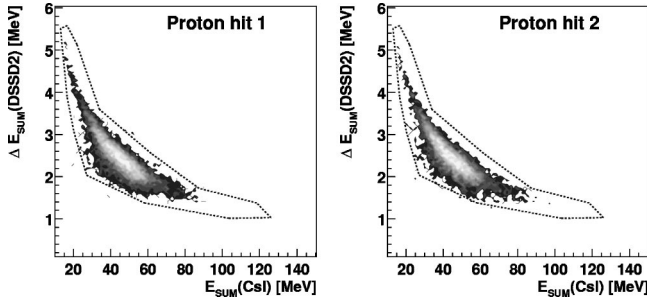 Proton hit 1
Δ E_SUM(DSSD2) [MeV]
6
5
4
3
2
1
20 40 60 80 100 120 140
E_SUM(CsI) [MeV]
Proton hit 2
Δ E_SUM(DSSD2) [MeV]
6
5
4
3
2
1
20 40 60 80 100 120 140
E_SUM(CsI) [MeV]